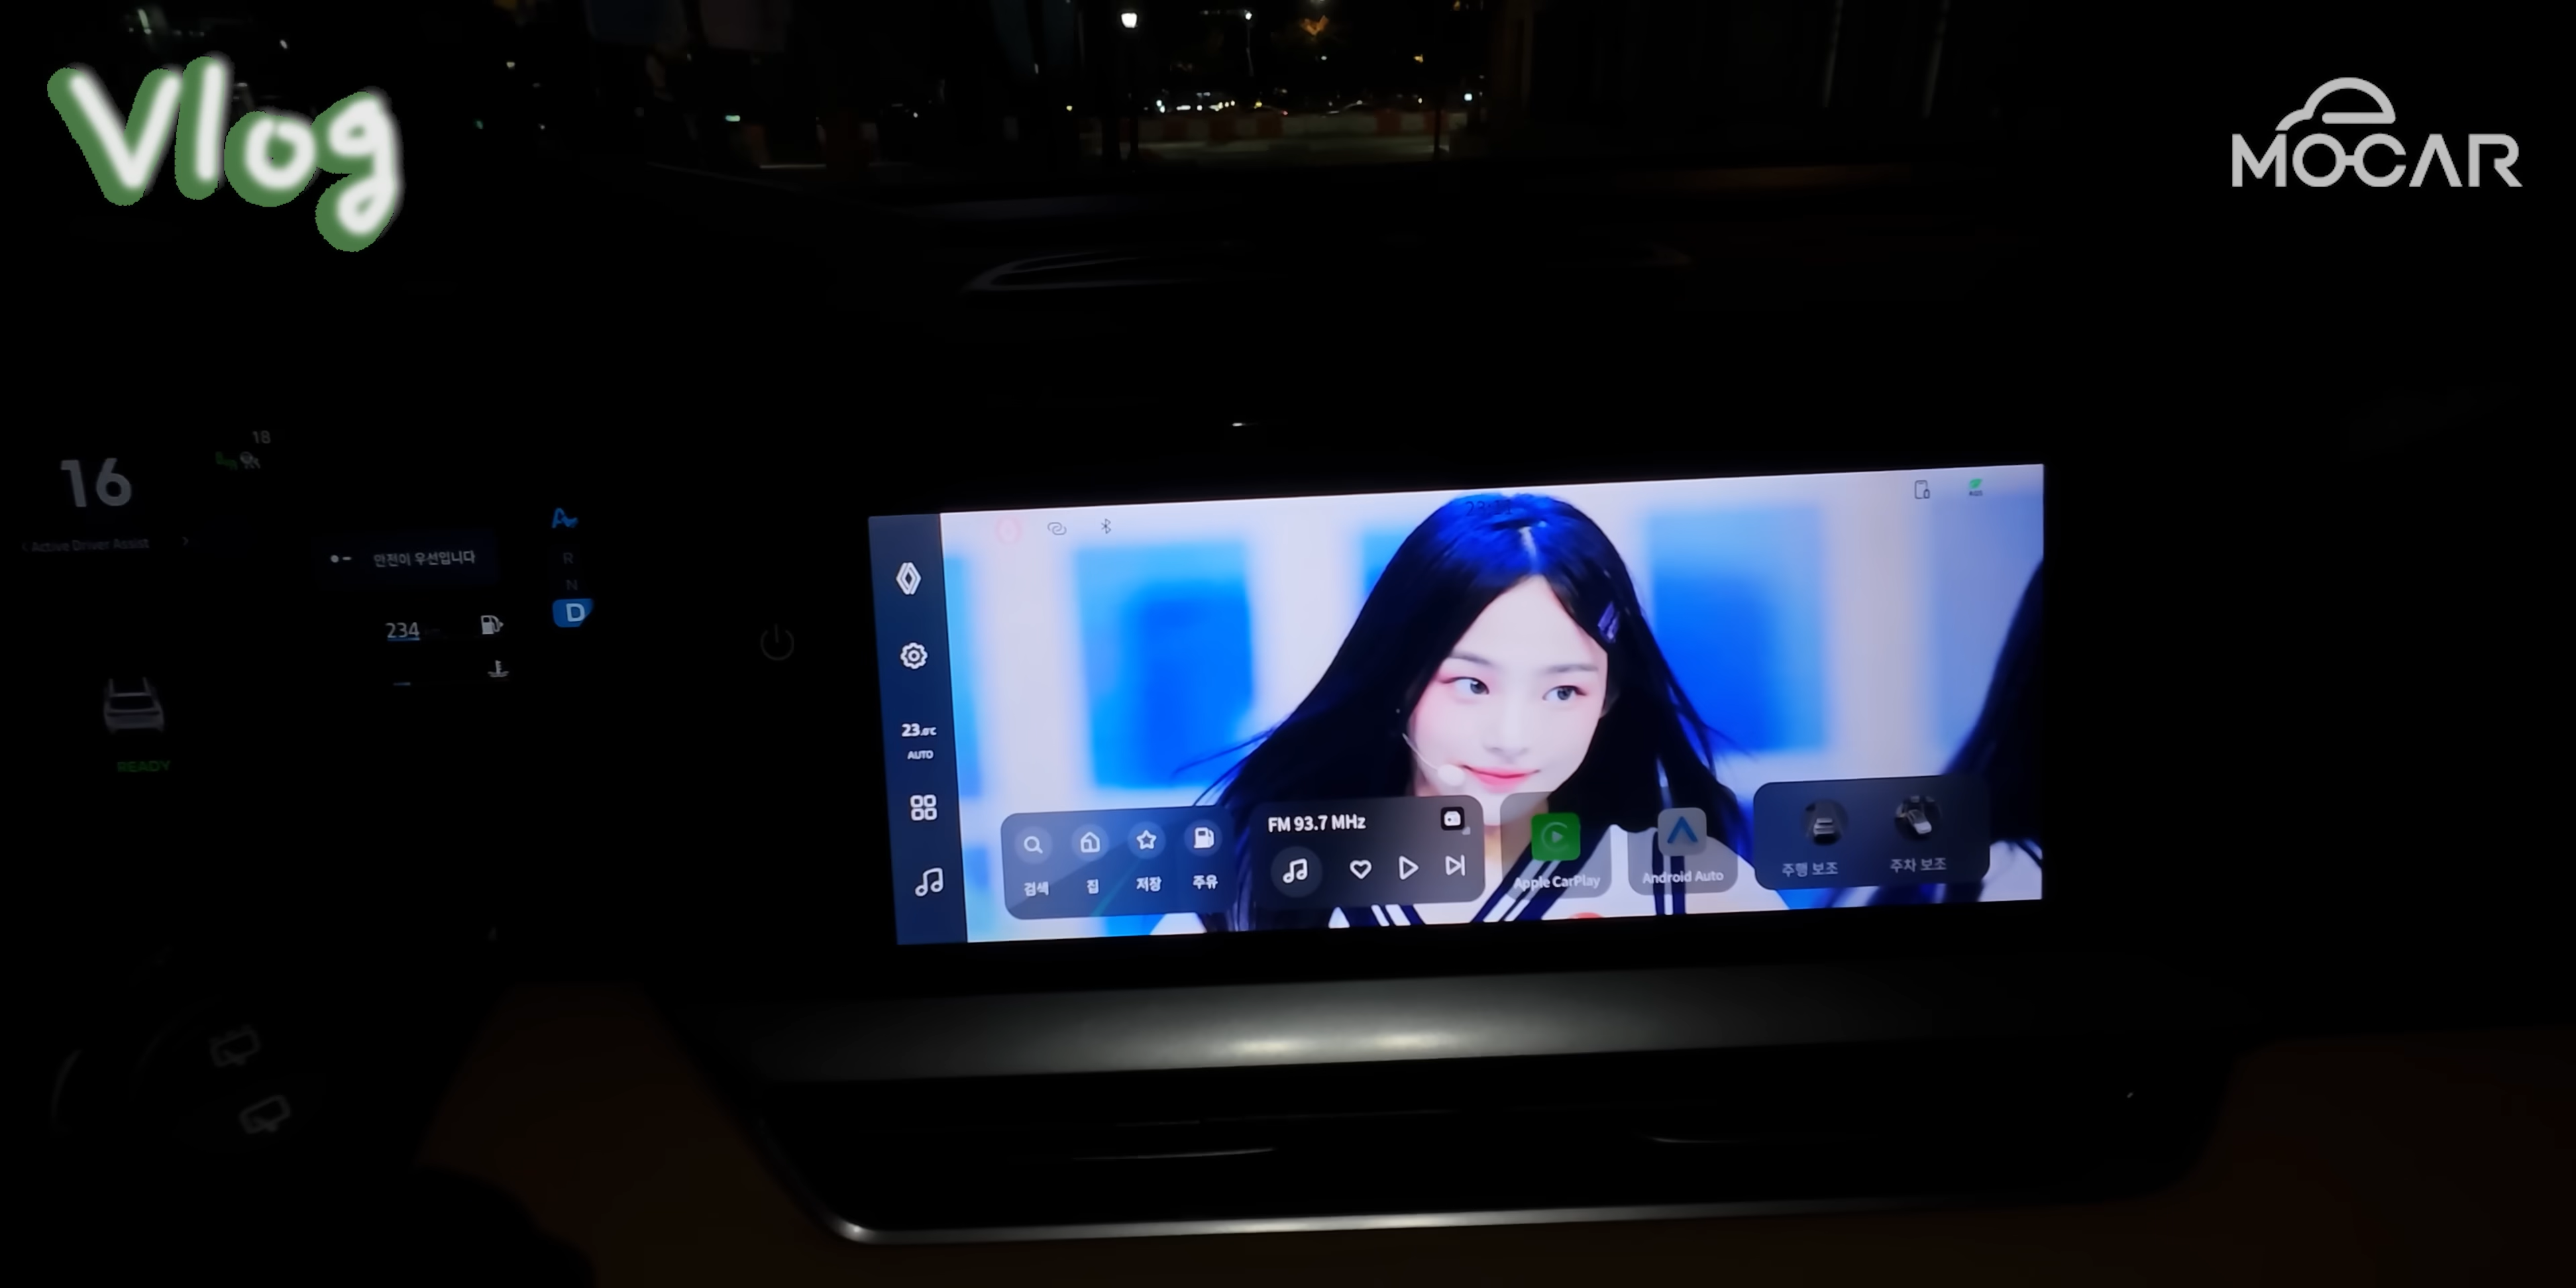 Vlog
MOCAR
16
18
Active Driver Assist
안전이 우선입니다
A
R
N
D
234
READY
23:11
23.0°C
AUTO
검색
집
저장
주유
FM 93.7 MHz
Apple CarPlay
Android Auto
주행 보조
주차 보조